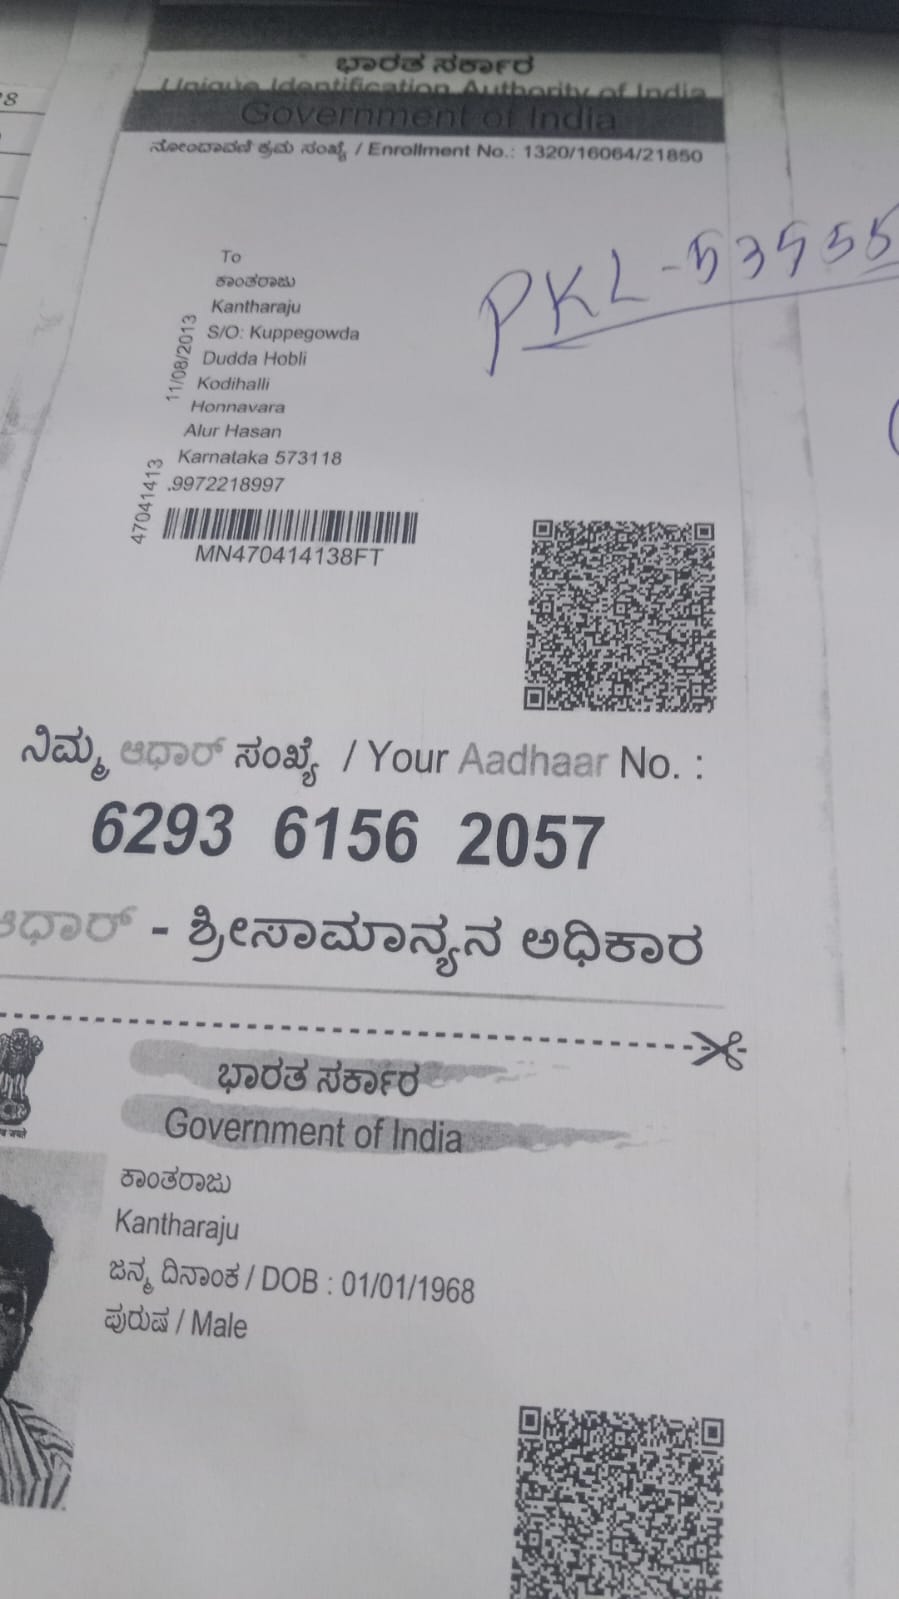 ಭಾರತ ಸರ್ಕಾರ
Unique Identification Authority of India
Government of India
ನೋಂದಾವಣಿ ಕ್ರಮ ಸಂಖ್ಯೆ / Enrollment No.: 1320/16064/21850
PKL-53555
To
ಕಾಂತರಾಜು
Kantharaju
S/O: Kuppegowda
Dudda Hobli
Kodihalli
Honnavara
Alur Hasan
Karnataka 573118
.9972218997
11/08/2013
47041413
MN470414138FT
ನಿಮ್ಮ ಆಧಾರ್ ಸಂಖ್ಯೆ / Your Aadhaar No. :
6293 6156 2057
ಆಧಾರ್ - ಶ್ರೀಸಾಮಾನ್ಯನ ಅಧಿಕಾರ
ಭಾರತ ಸರ್ಕಾರ
Government of India
ಕಾಂತರಾಜು
Kantharaju
ಜನ್ಮ ದಿನಾಂಕ / DOB : 01/01/1968
ಪುರುಷ / Male